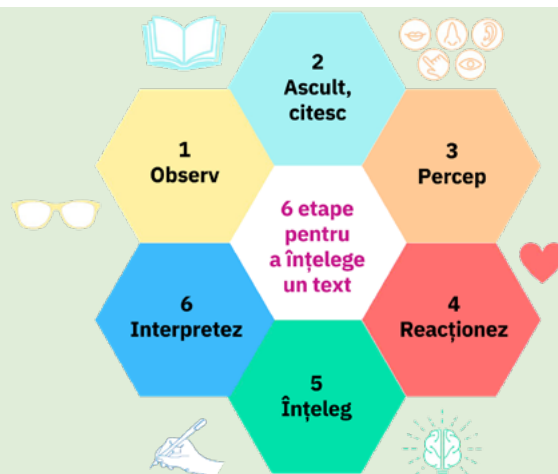 6 etape
pentru
a înțelege
un text
1
Observ
2
Ascult,
citesc
3
Percep
4
Reacționez
5
Înțeleg
6
Interpretez